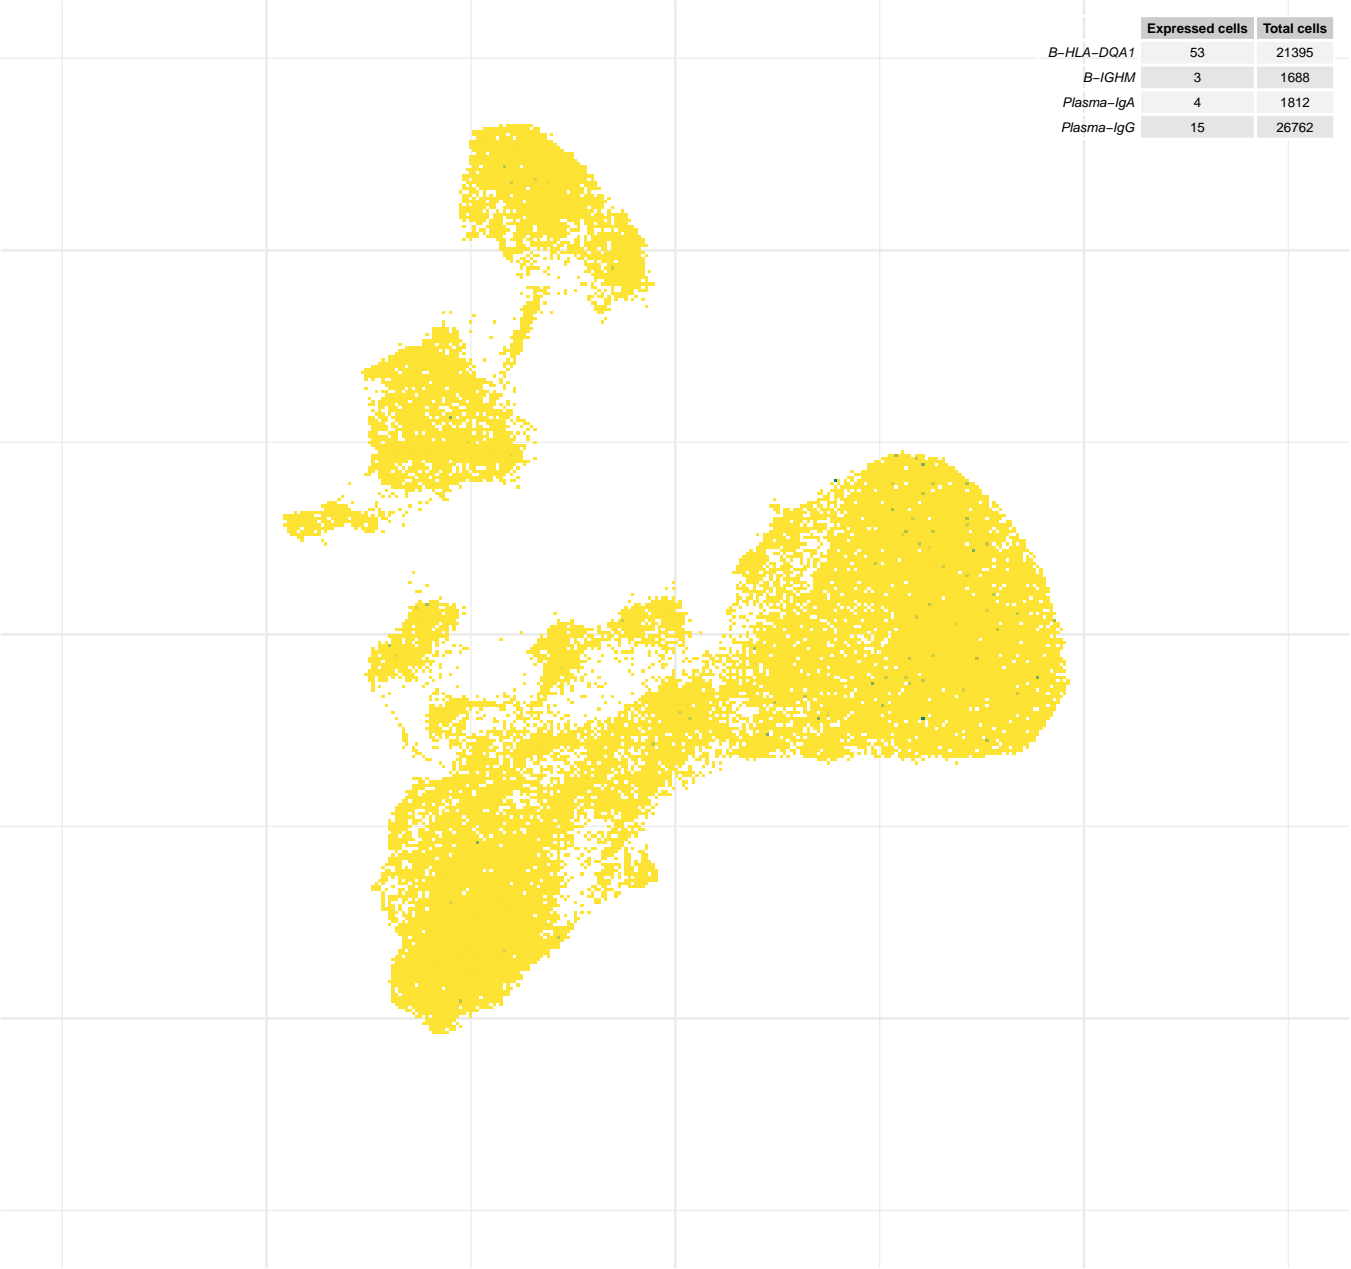 Expressed cells Total cells
B−HLA−DQA1 53 21395
B−IGHM 3 1688
Plasma−IgA 4 1812
Plasma−IgG 15 26762